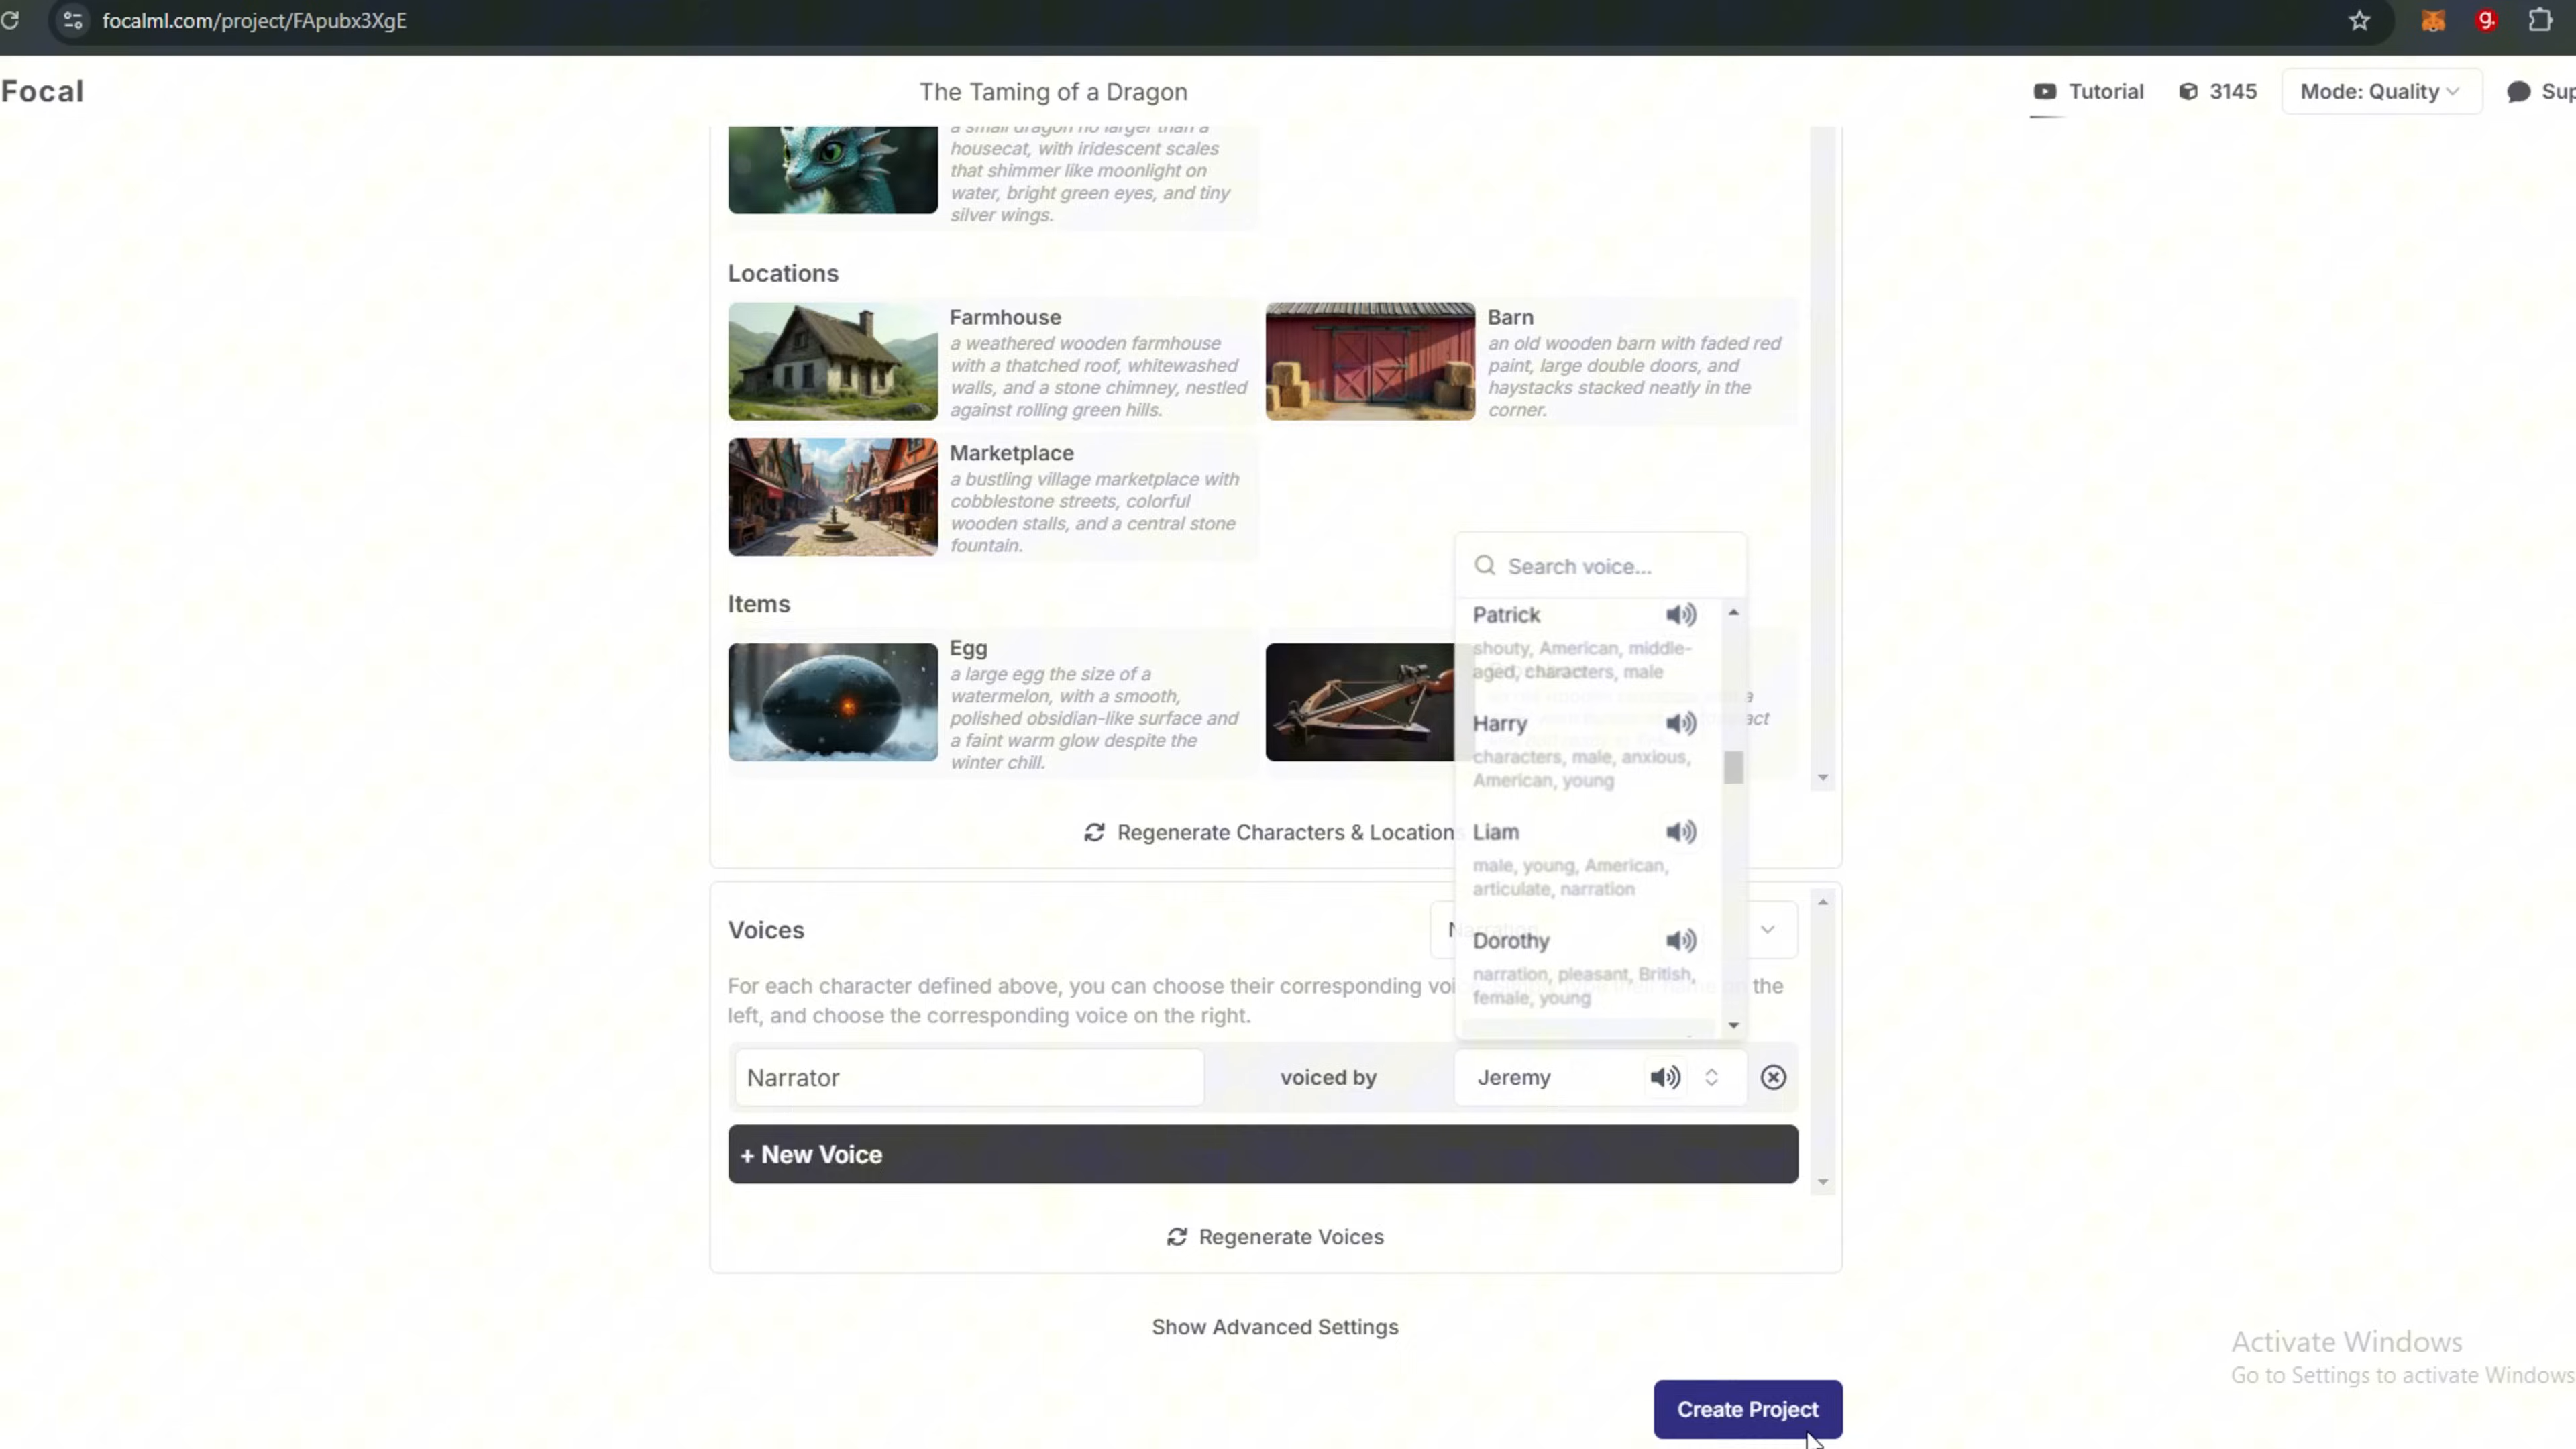 focalml.com/project/FApubx3XgE
Focal
The Taming of a Dragon
Tutorial
3145
Mode: Quality
Sup
a small dragon no larger than a
housecat, with iridescent scales
that shimmer like moonlight on
water, bright green eyes, and tiny
silver wings.
Locations
Farmhouse
a weathered wooden farmhouse
with a thatched roof, whitewashed
walls, and a stone chimney, nestled
against rolling green hills.
Barn
an old wooden barn with faded red
paint, large double doors, and
haystacks stacked neatly in the
corner.
Marketplace
a bustling village marketplace with
cobblestone streets, colorful
wooden stalls, and a central stone
fountain.
Items
Egg
a large egg the size of a
watermelon, with a smooth,
polished obsidian-like surface and
a faint warm glow despite the
winter chill.
Search voice...
Patrick
shouty, American, middle-
aged, characters, male
Harry
characters, male, anxious,
American, young
Liam
male, young, American,
articulate, narration
Dorothy
narration, pleasant, British,
female, young
Regenerate Characters & Location
Voices
For each character defined above, you can choose their corresponding voi the
left, and choose the corresponding voice on the right.
Narrator
voiced by
Jeremy
+ New Voice
Regenerate Voices
Show Advanced Settings
Create Project
Activate Windows
Go to Settings to activate Windows